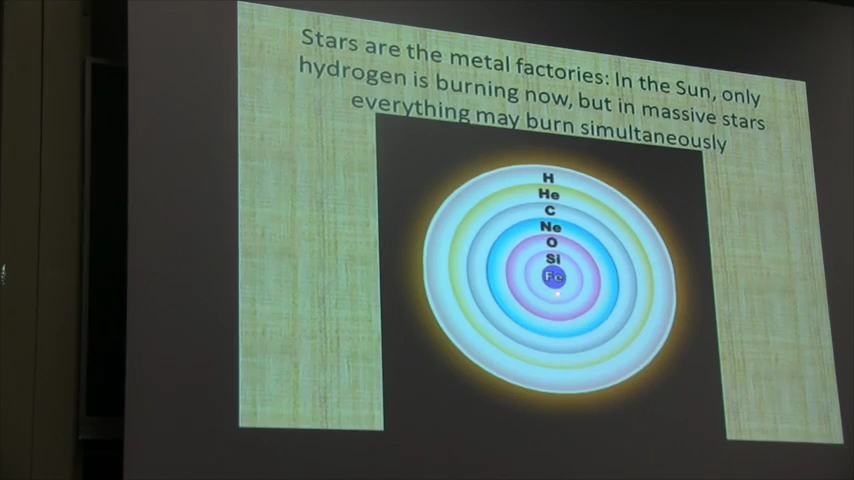 Stars are the metal factories: In the Sun, only
hydrogen is burning now, but in massive stars
everything may burn simultaneously
H
He
C
Ne
O
Si
Fe